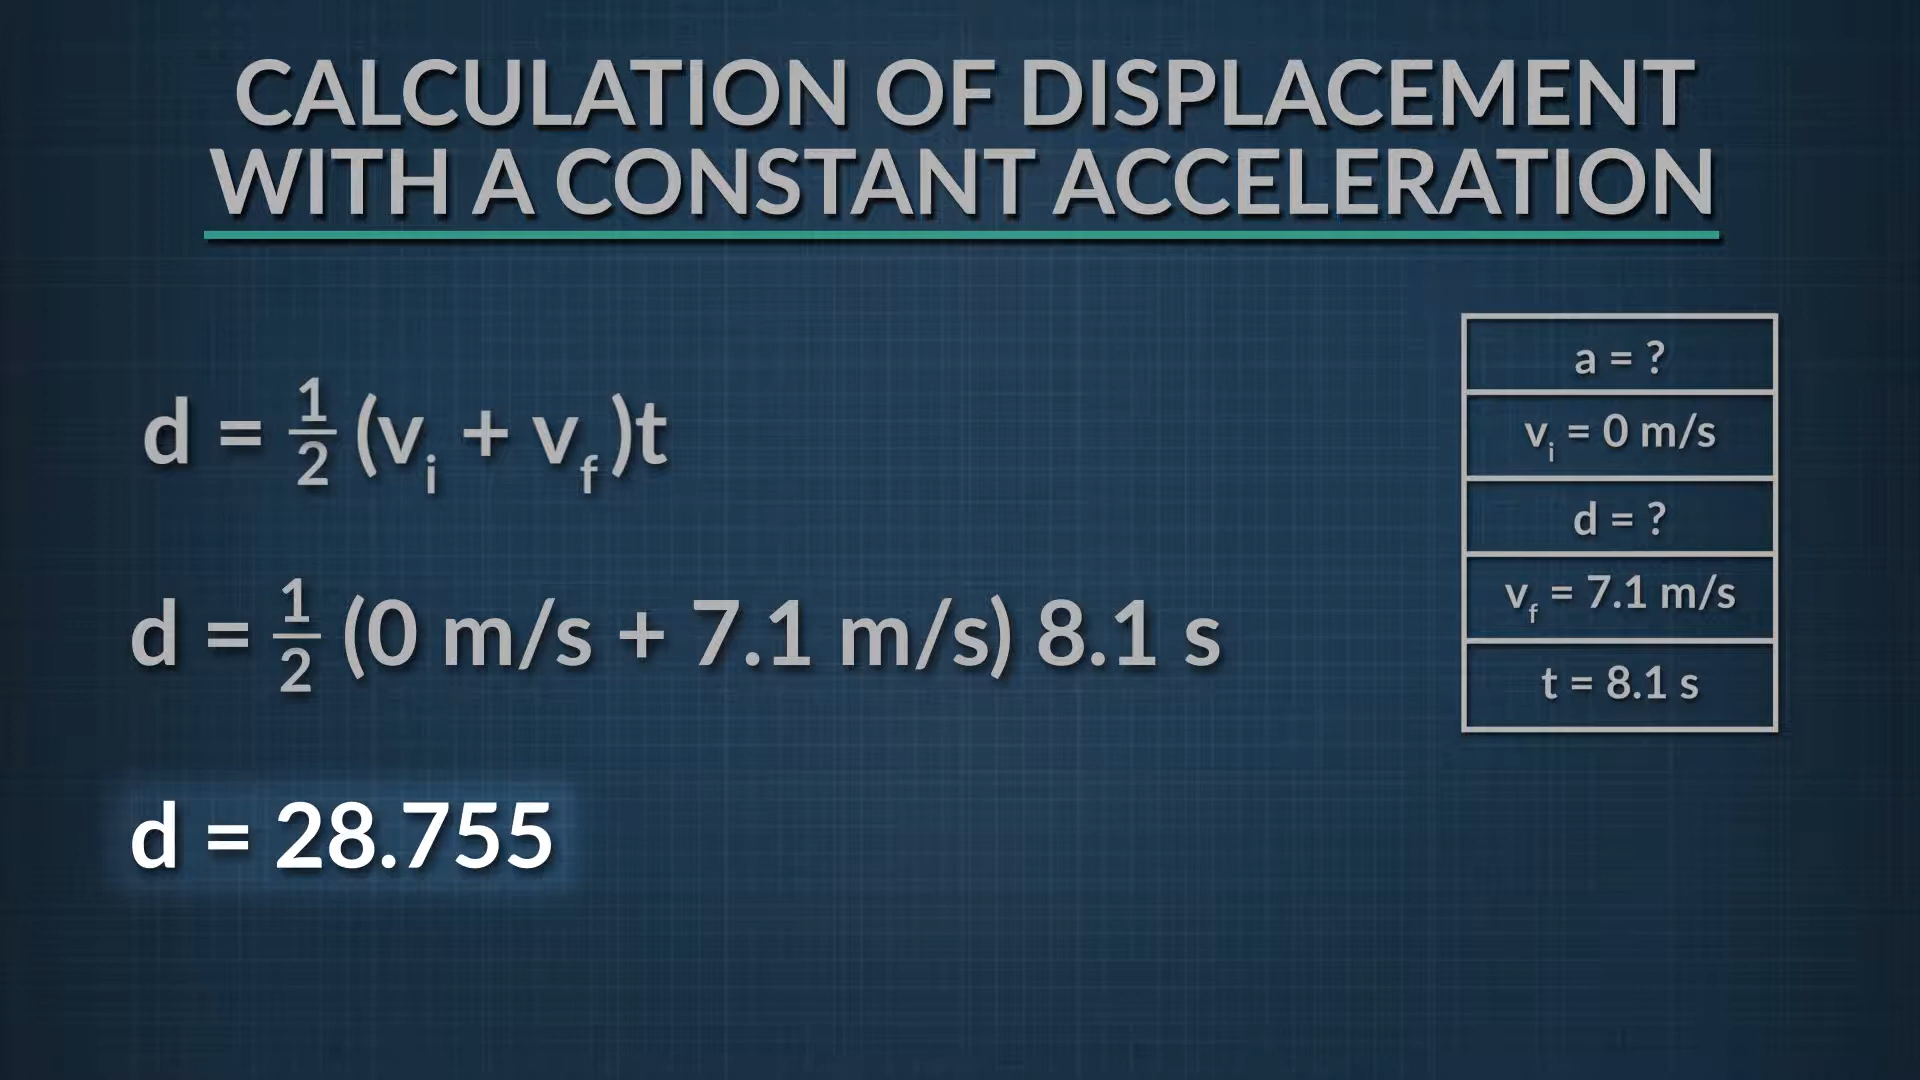 CALCULATION OF DISPLACEMENT
WITH A CONSTANT ACCELERATION
d = 1/2 (vi + vf)t
d = 1/2 (0 m/s + 7.1 m/s) 8.1 s
d = 28.755
a = ?
vi = 0 m/s
d = ?
vf = 7.1 m/s
t = 8.1 s